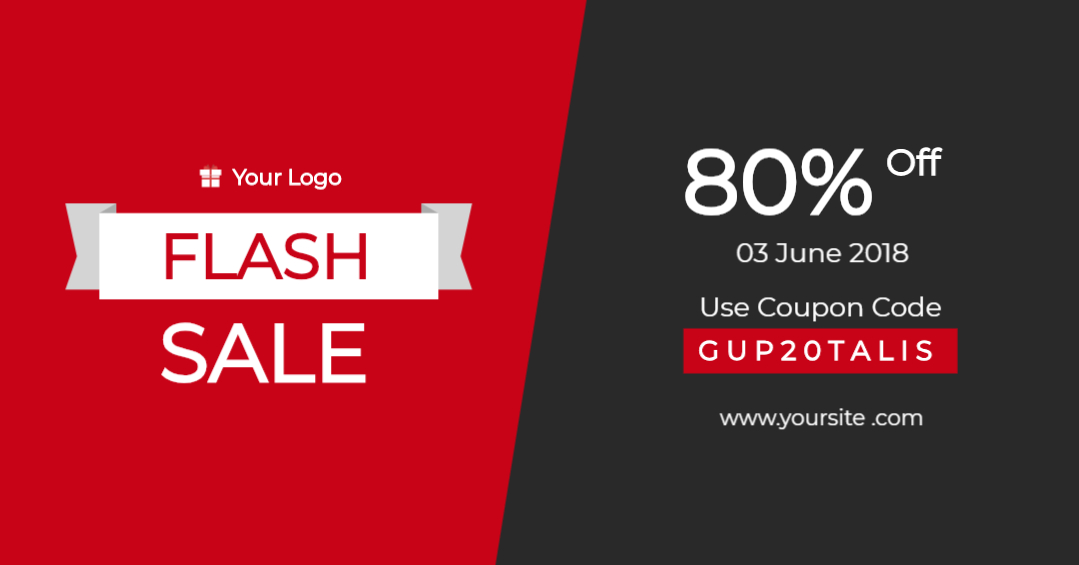 Your Logo
FLASH
SALE
80% Off
03 June 2018
Use Coupon Code
GUP20TALIS
www.yoursite .com